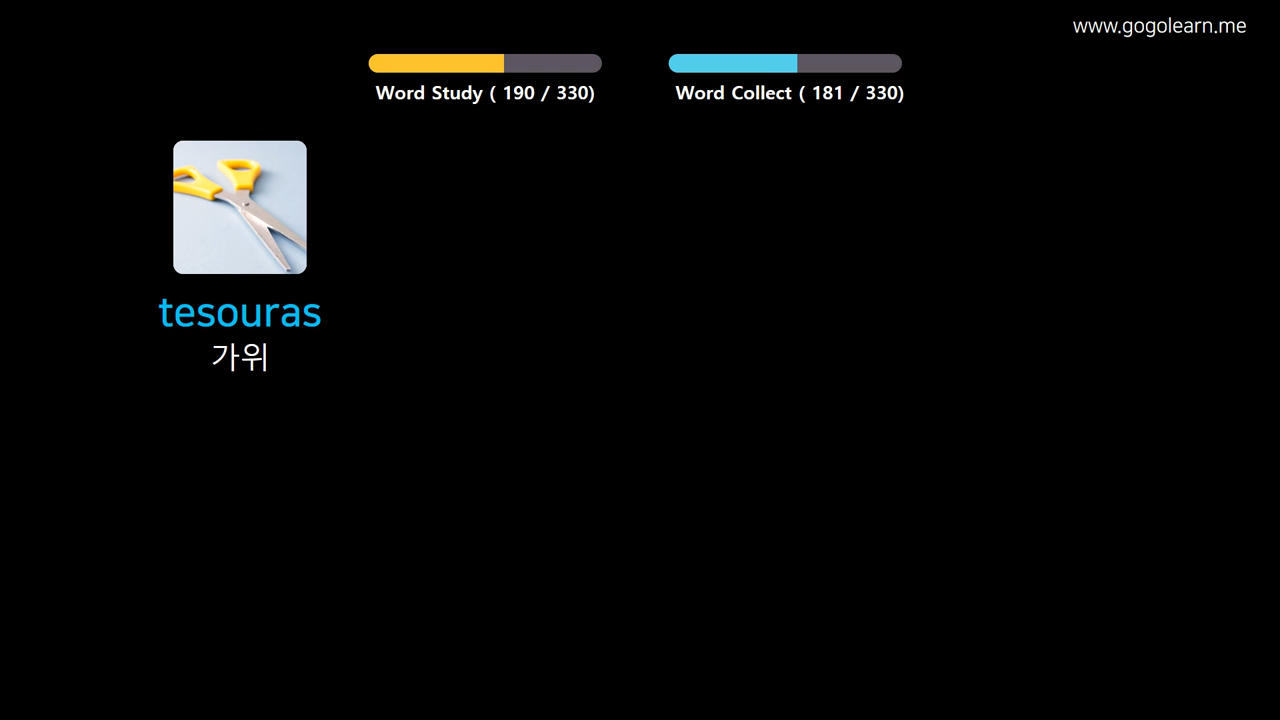 www.gogolearn.me
Word Study ( 190 / 330)
Word Collect ( 181 / 330)
tesouras
가위